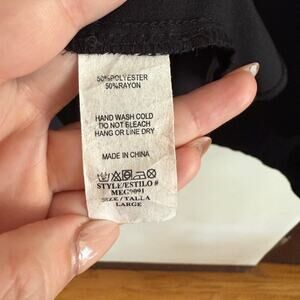 50%POLYESTER
50%RAYON
HAND WASH COLD
DO NOT BLEACH
HANG OR LINE DRY
MADE IN CHINA
STYLE/ESTILO #
MEG9091
SIZE / TALLA
LARGE